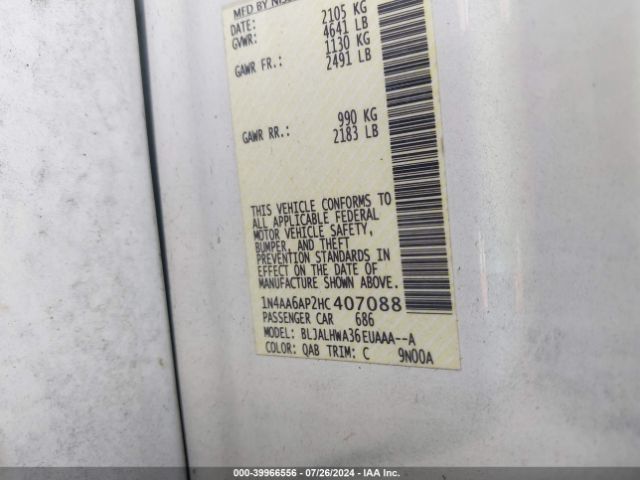 MFD BY
DATE:
2105 KG
GVWR: 4641 LB
1130 KG
GAWR FR.: 2491 LB
990 KG
GAWR RR.: 2183 LB
THIS VEHICLE CONFORMS TO
ALL APPLICABLE FEDERAL
MOTOR VEHICLE SAFETY,
BUMPER, AND THEFT
PREVENTION STANDARDS IN
EFFECT ON THE DATE OF
MANUFACTURE SHOWN ABOVE.
1N4AA6AP2HC407088
PASSENGER CAR 686
MODEL: BLJALHWA36EUAAA--A
COLOR: QAB TRIM: C 9N00A
000-39966556 | 07/26/2024 | IAA Inc.